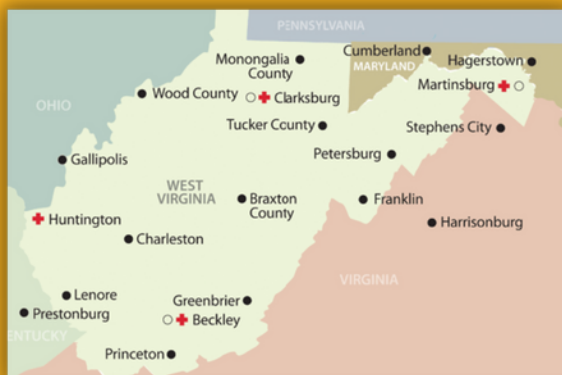 PENNSYLVANIA
Cumberland
Monongalia
County
MARYLAND
Hagerstown
Martinsburg
OHIO
Wood County
Clarksburg
Tucker County
Stephens City
Petersburg
Gallipolis
WEST
VIRGINIA
Braxton
County
Franklin
Huntington
Harrisonburg
Charleston
VIRGINIA
Lenore
Greenbrier
Prestonburg
Beckley
ENTUCKY
Princeton